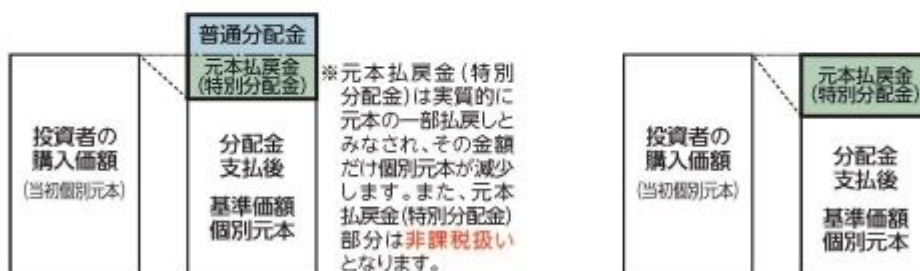 普通分配金
元本払戻金
(特別分配金)
投資者の
購入価額
(当初個別元本)
分配金
支払後
基準価額
個別元本
※元本払戻金(特別
分配金)は実質的に
元本の一部払戻しと
みなされ、その金額
だけ個別元本が減少
します。また、元本
払戻金(特別分配金)
部分は非課税扱い
となります。
投資者の
購入価額
(当初個別元本)
元本払戻金
(特別分配金)
分配金
支払後
基準価額
個別元本